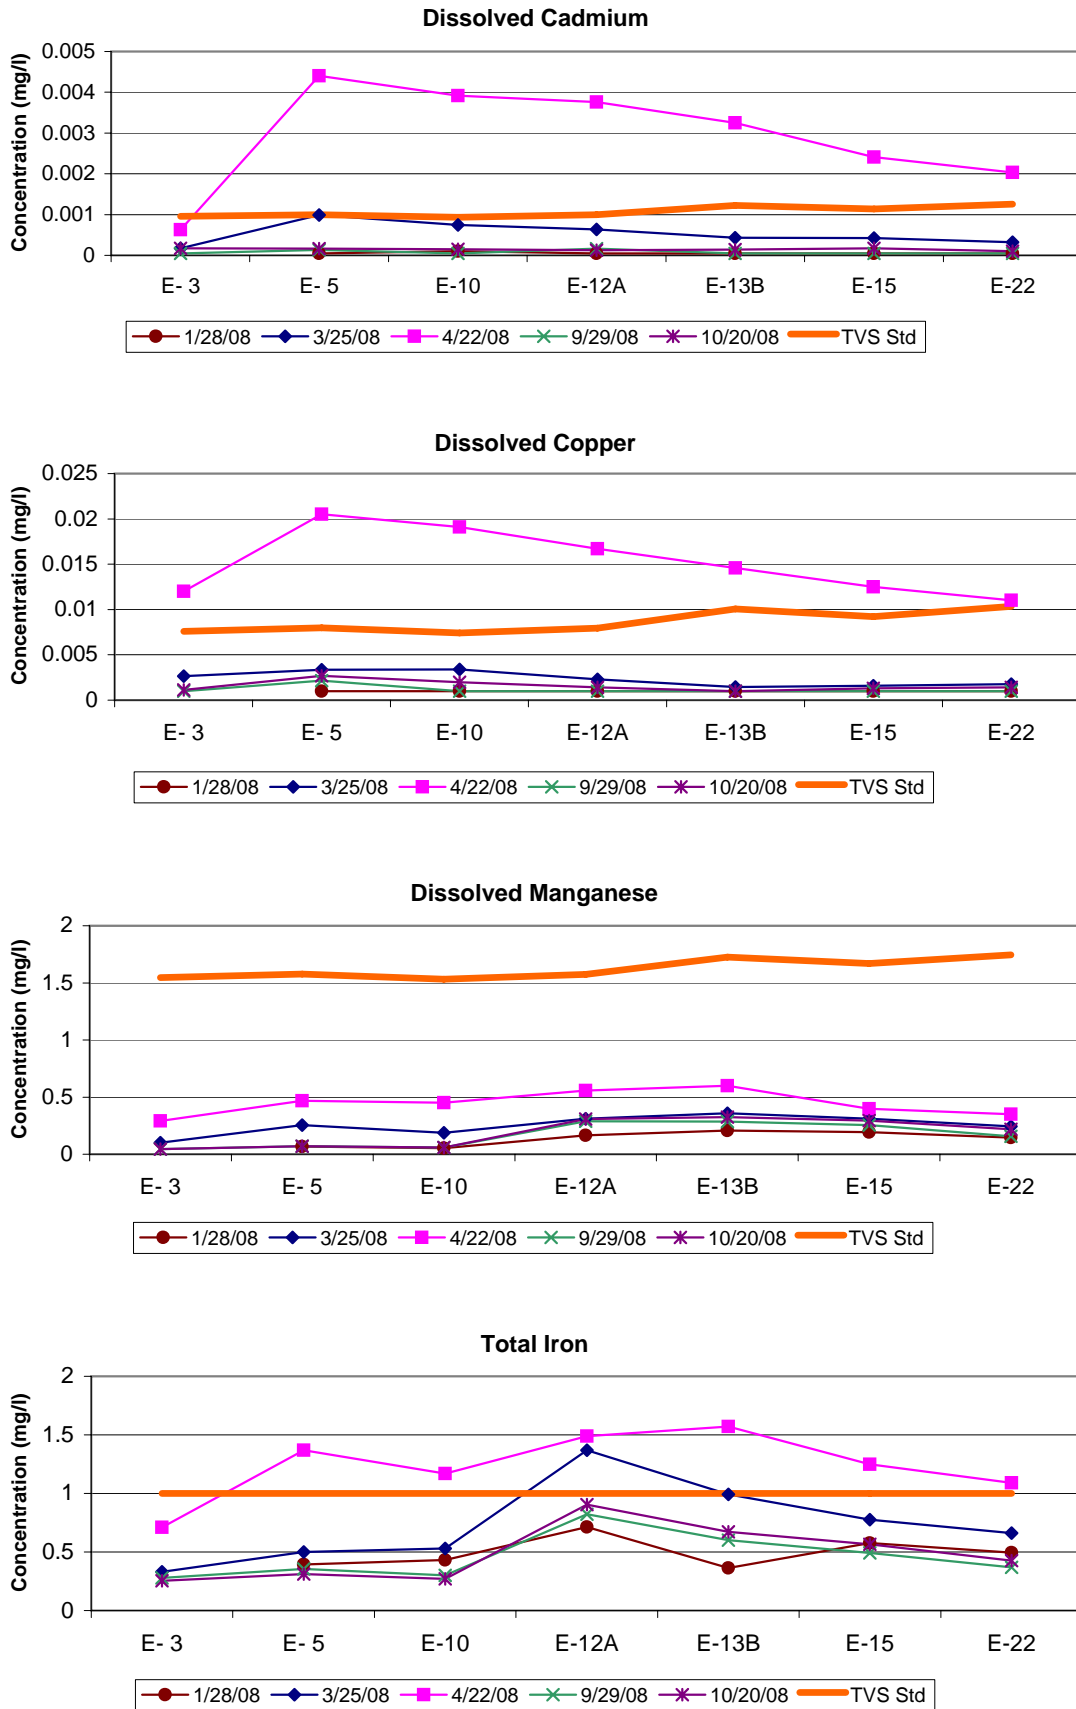 Dissolved Cadmium
Concentration (mg/l)
0.005
0.004
0.003
0.002
0.001
0
E- 3 E- 5 E-10 E-12A E-13B E-15 E-22
1/28/08 3/25/08 4/22/08 9/29/08 10/20/08 TVS Std
Dissolved Copper
Concentration (mg/l)
0.025
0.02
0.015
0.01
0.005
0
E- 3 E- 5 E-10 E-12A E-13B E-15 E-22
1/28/08 3/25/08 4/22/08 9/29/08 10/20/08 TVS Std
Dissolved Manganese
Concentration (mg/l)
2
1.5
1
0.5
0
E- 3 E- 5 E-10 E-12A E-13B E-15 E-22
1/28/08 3/25/08 4/22/08 9/29/08 10/20/08 TVS Std
Total Iron
Concentration (mg/l)
2
1.5
1
0.5
0
E- 3 E- 5 E-10 E-12A E-13B E-15 E-22
1/28/08 3/25/08 4/22/08 9/29/08 10/20/08 TVS Std